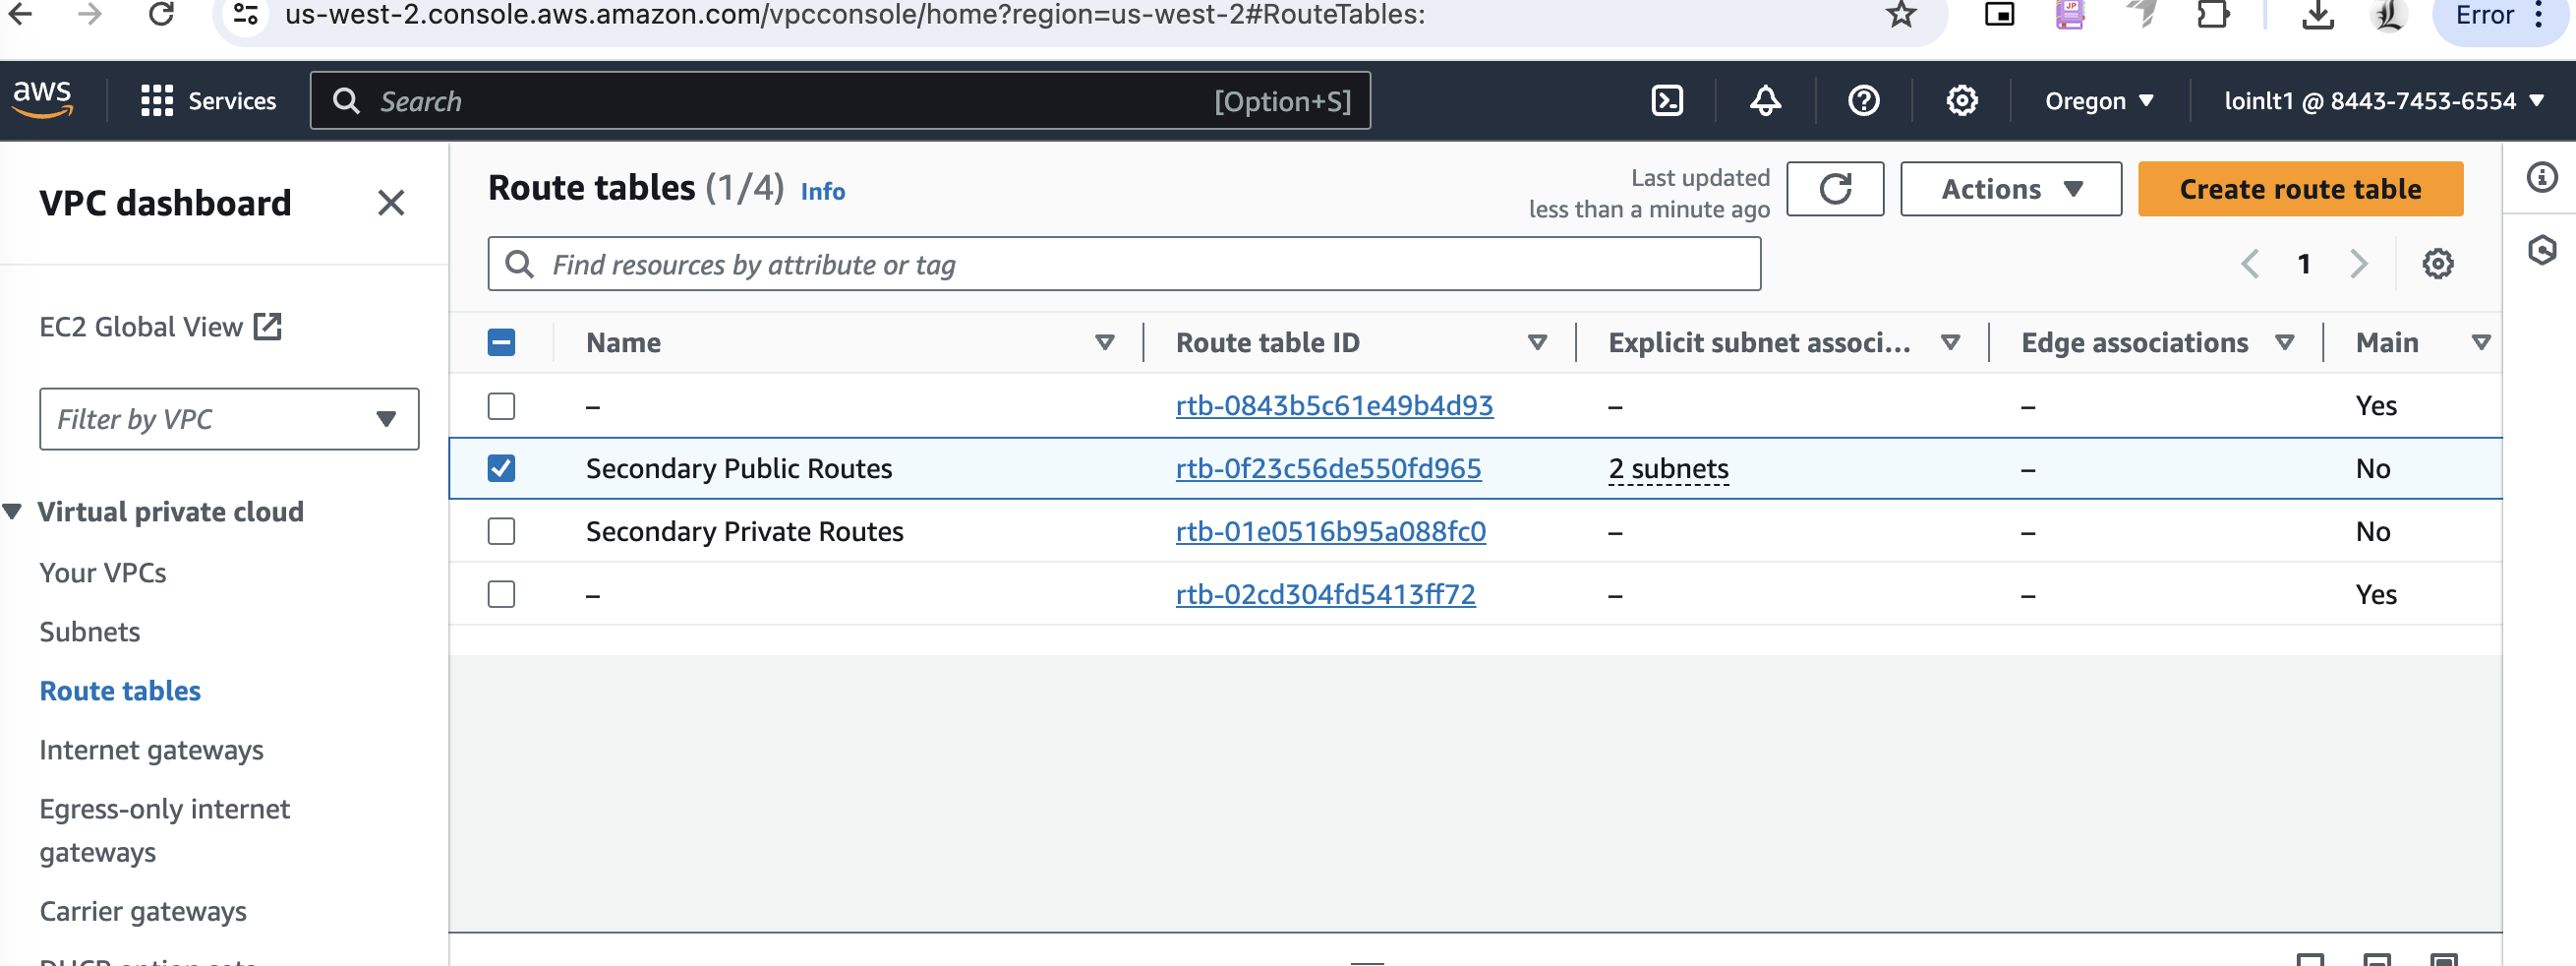 us-west-2.console.aws.amazon.com/vpcconsole/home?region=us-west-2#RouteTables:
JP
Error
aws
Services
Search
[Option+S]
Oregon
loinlt1 @ 8443-7453-6554
VPC dashboard
EC2 Global View
Filter by VPC
Virtual private cloud
Your VPCs
Subnets
Route tables
Internet gateways
Egress-only internet
gateways
Carrier gateways
Route tables (1/4) Info
Last updated
less than a minute ago
Actions
Create route table
Find resources by attribute or tag
1
Name Route table ID Explicit subnet associ... Edge associations Main
– rtb-0843b5c61e49b4d93 – – Yes
Secondary Public Routes rtb-0f23c56de550fd965 2 subnets – No
Secondary Private Routes rtb-01e0516b95a088fc0 – – No
– rtb-02cd304fd5413ff72 – – Yes